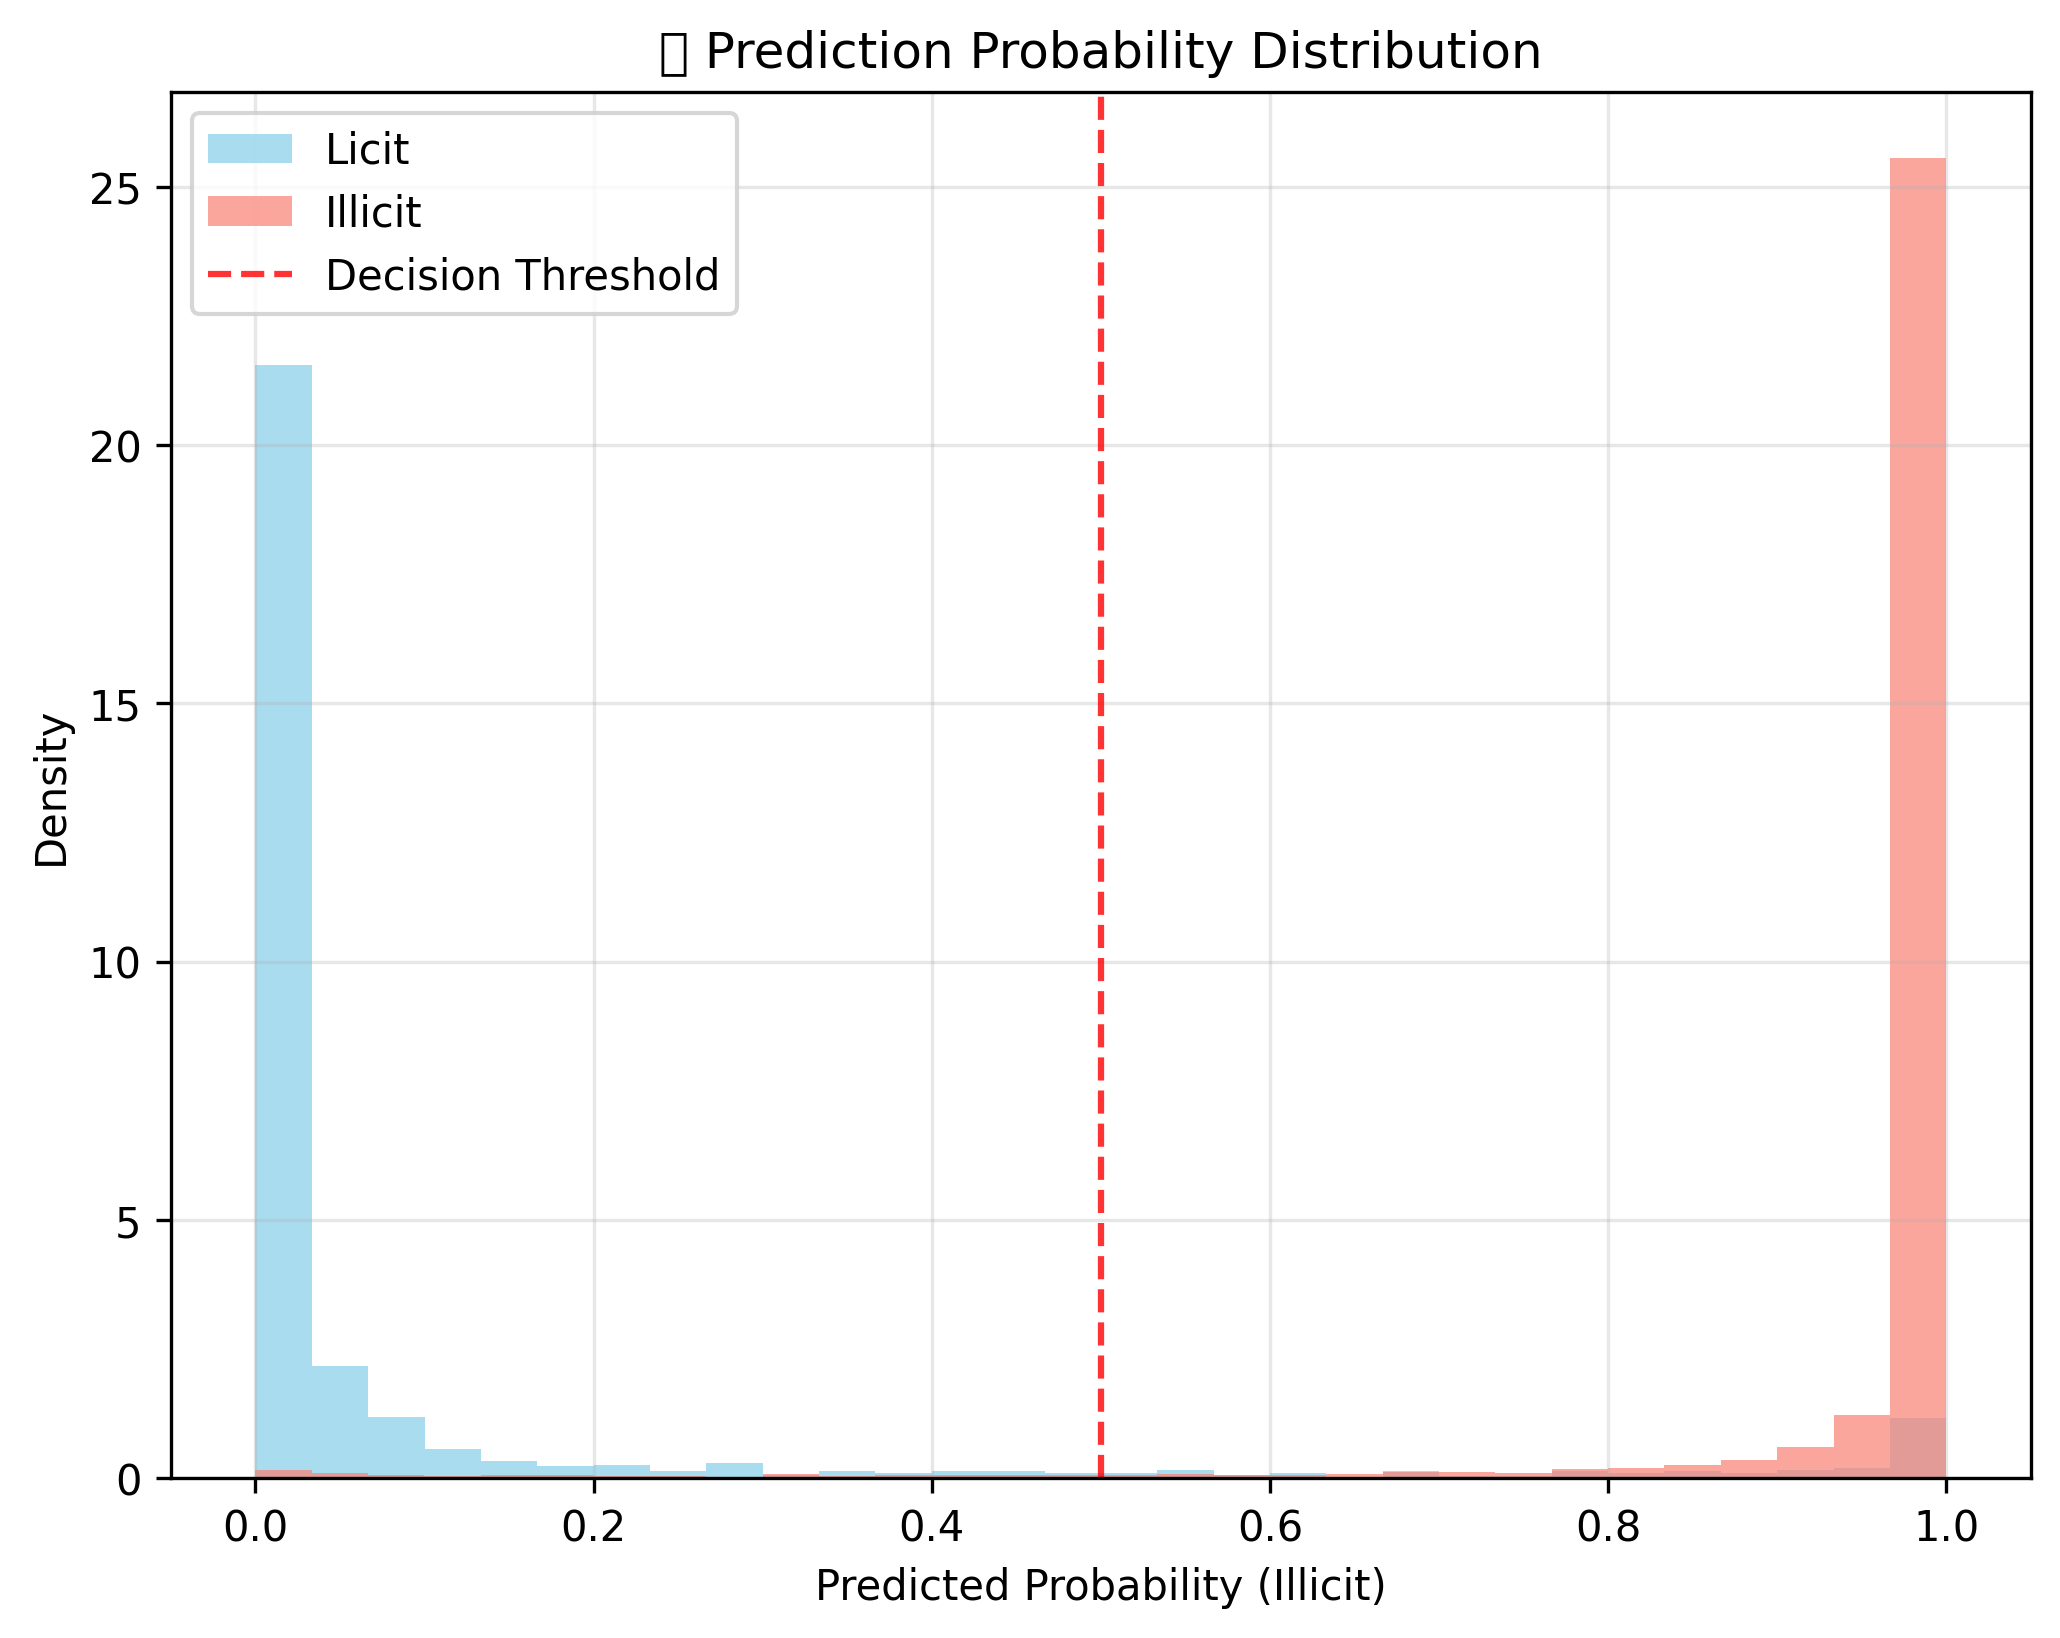 ▯ Prediction Probability Distribution
Licit
Illicit
Decision Threshold
25
20
15
10
5
0
Density
0.0 0.2 0.4 0.6 0.8 1.0
Predicted Probability (Illicit)